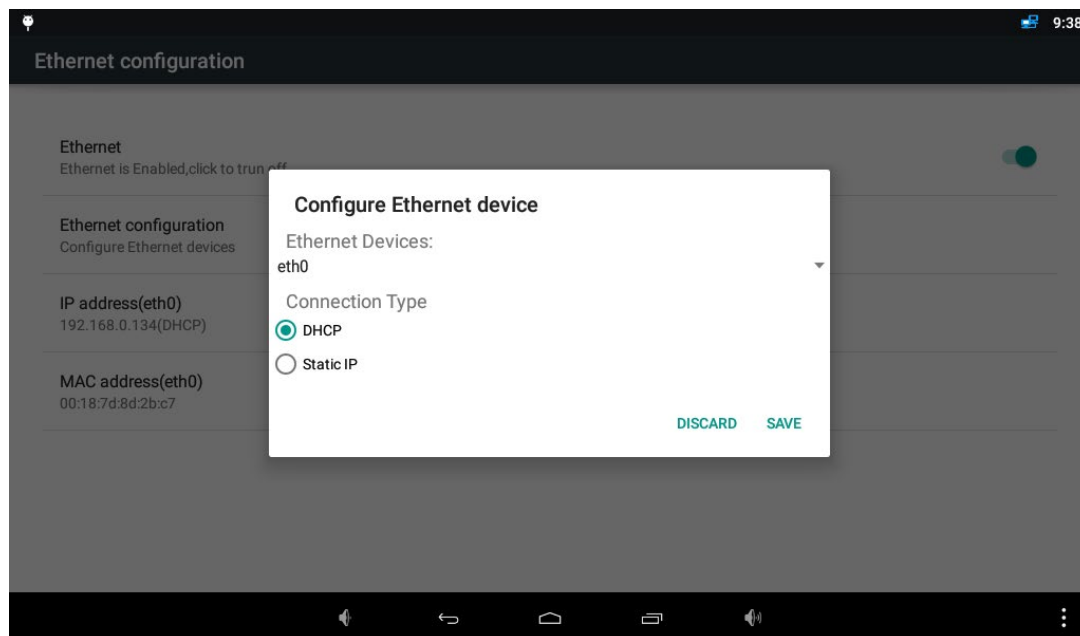 9:38
Ethernet configuration
Ethernet
Ethernet is Enabled,click to trun off
Configure Ethernet device
Ethernet configuration
Configure Ethernet devices
Ethernet Devices:
eth0
IP address(eth0)
192.168.0.134(DHCP)
Connection Type
DHCP
Static IP
MAC address(eth0)
00:18:7d:8d:2b:c7
DISCARD SAVE